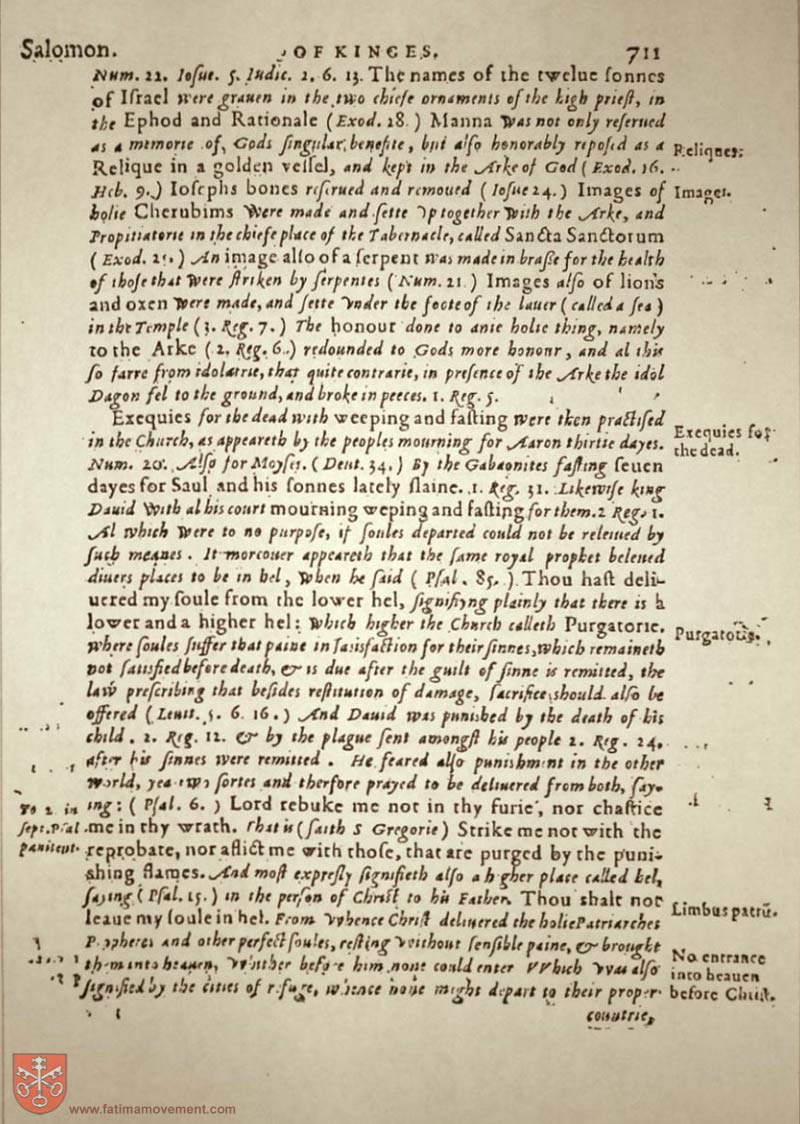 Salomon. OF KINGES. 711
Num. 22. Iosue. 5. Iudic. 2. 6. 13. The names of the twelue sonnes
of Israel were grauen in the two chiefe ornaments of the high priest, in
the Ephod and Rationale (Exod. 28.) Manna was not only reserued
as a memorie of Gods singular benefite, but also honorably reposed as a
Reliques.
Relique in a golden vessel, and kept in the Arke of God (Exod. 16.
Heb. 9.) Iosephs bones reserued and remoued (Iosue 24.) Images of
Images.
holie Cherubims were made and sette vp together with the Arke, and
Propitiatorie in the chiefe place of the Tabernacle, called Sancta Sanctorum
(Exod. 25.) An image also of a serpent was made in brasse for the health
of those that were striken by serpentes (Num. 21.) Images also of lions
and oxen were made, and sette vnder the foote of the lauer (called a sea)
in the Temple (3. Reg. 7.) The honour done to anie holie thing, namely
to the Arke (2. Reg. 6.) redounded to Gods more honour, and al this
so farre from idolatrie, that quite contrarie, in presence of the Arke the idol
Dagon fel to the ground, and broke in peeces. 1. Reg. 5.
Exequies for the dead with weeping and fasting were then practised
Exequies for
the dead.
in the Church, as appeareth by the peoples mourning for Aaron thirtie dayes.
Num. 20. Also for Moyses. (Deut. 34.) By the Gabaonites fasting seuen
dayes for Saul and his sonnes lately slaine. 1. Reg. 31. Likewise king
Dauid with al his court mourning weping and fasting for them. 2 Reg. 1.
Al which were to no purpose, if soules departed could not be releiued by
such meanes. It moreouer appeareth that the same royal prophet beleued
diuers places to be in hel, when he said (Psal. 85.) Thou hast deli-
uered my soule from the lower hel, signifiyng plainly that there is a
lower and a higher hel: which higher the Church calleth Purgatorie.
Purgatorie.
where soules suffer that paine in satisfaction for their sinnes, which remaineth
not satisfied before death, & is due after the guilt of sinne is remitted, the
law prescribing that besides restitution of damage, sacrifice should also be
offered (Leuit. 5. 6. 16.) And Dauid was punished by the death of his
child. 2. Reg. 12. & by the plague sent amongst his people 2. Reg. 24.
after his sinnes were remitted. He feared also punishment in the other
world, yea two sortes and therfore prayed to be deliuered from both, say-
ing: (Psal. 6.) Lord rebuke me not in thy furie, nor chastice
me in thy wrath. That is (saith S Gregorie) Strike me not with the
To 2 in
sept. Psal
pœnitent.
reprobate, nor aflict me with those, that are purged by the puni-
shing flames. And most expresly signifieth also a higher place called hel,
saying (Psal. 15.) in the person of Christ to his Father. Thou shalt not
leaue my soule in hel. From whence Christ deliuered the holie Patriarches
Limbus patrū.
Prophetes and other perfect soules, resting without sensible paine, & brought
them into heauen, whither before him none could enter VVhich was also
signified by the cities of refuge, whence none might depart to their proper
No entrance
into heauen
before Christ.
countrie,
www.fatimamovement.com